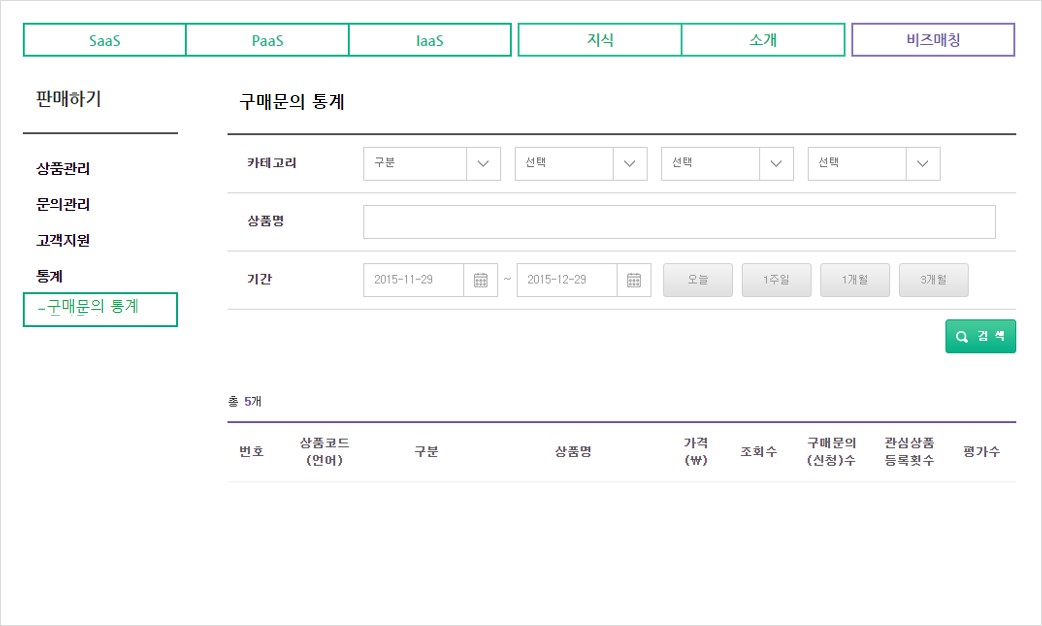 SaaS PaaS IaaS 지식 소개 비즈매칭
판매하기
상품관리
문의관리
고객지원
통계
–구매문의 통계
구매문의 통계
카테고리 구분 선택 선택 선택
상품명
기간 2015-11-29 ~ 2015-12-29 오늘 1주일 1개월 3개월
검 색
총 5개
번호 상품코드 (언어) 구분 상품명 가격 (₩) 조회수 구매문의 (신청)수 관심상품 등록횟수 평가수